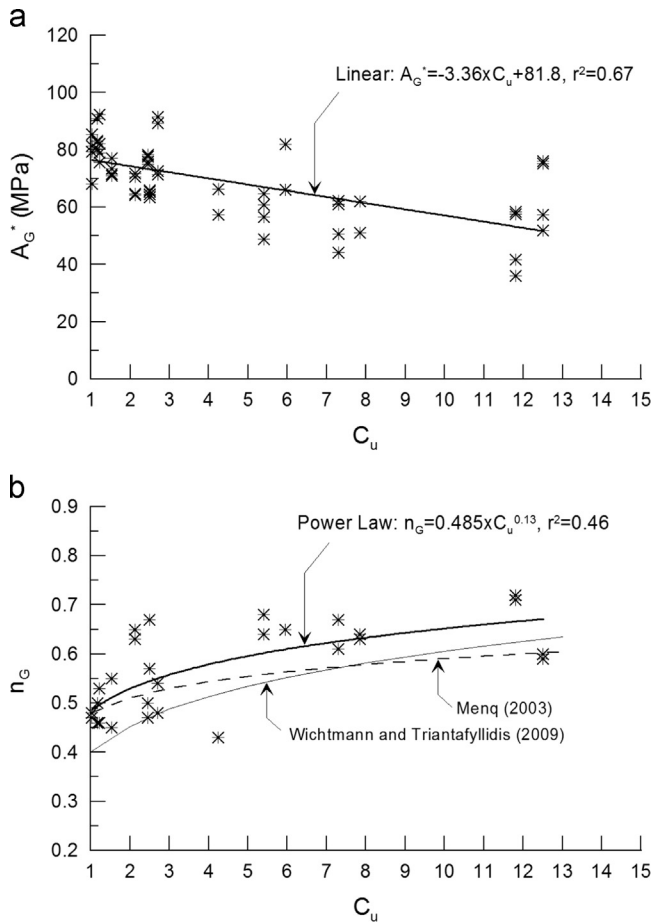 a
120
100
80
60
40
20
0
A_G* (MPa)
Linear: A_G*=-3.36xC_u+81.8, r²=0.67
1 2 3 4 5 6 7 8 9 10 11 12 13 14 15
C_u
b
0.9
0.8
0.7
0.6
0.5
0.4
0.3
0.2
n_G
Power Law: n_G=0.485xC_u^0.13, r²=0.46
Menq (2003)
Wichtmann and Triantafyllidis (2009)
1 2 3 4 5 6 7 8 9 10 11 12 13 14 15
C_u